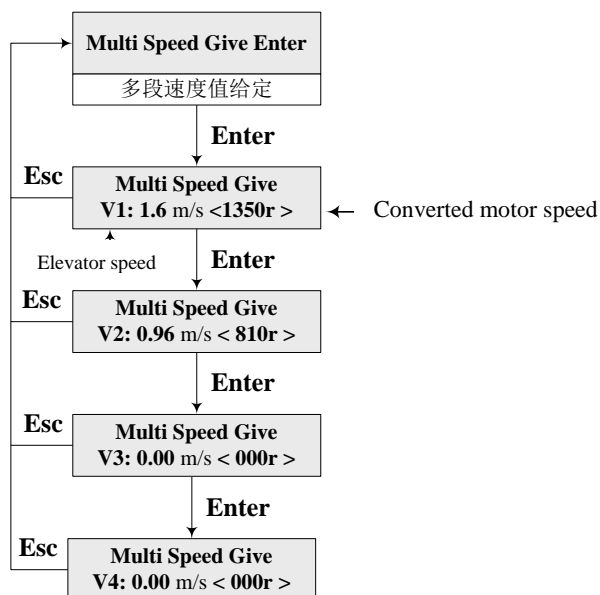 Multi Speed Give Enter
多段速度值给定
Enter
Esc
Multi Speed Give
V1: 1.6 m/s <1350r >
Converted motor speed
Elevator speed
Enter
Esc
Multi Speed Give
V2: 0.96 m/s < 810r >
Enter
Esc
Multi Speed Give
V3: 0.00 m/s < 000r >
Enter
Esc
Multi Speed Give
V4: 0.00 m/s < 000r >